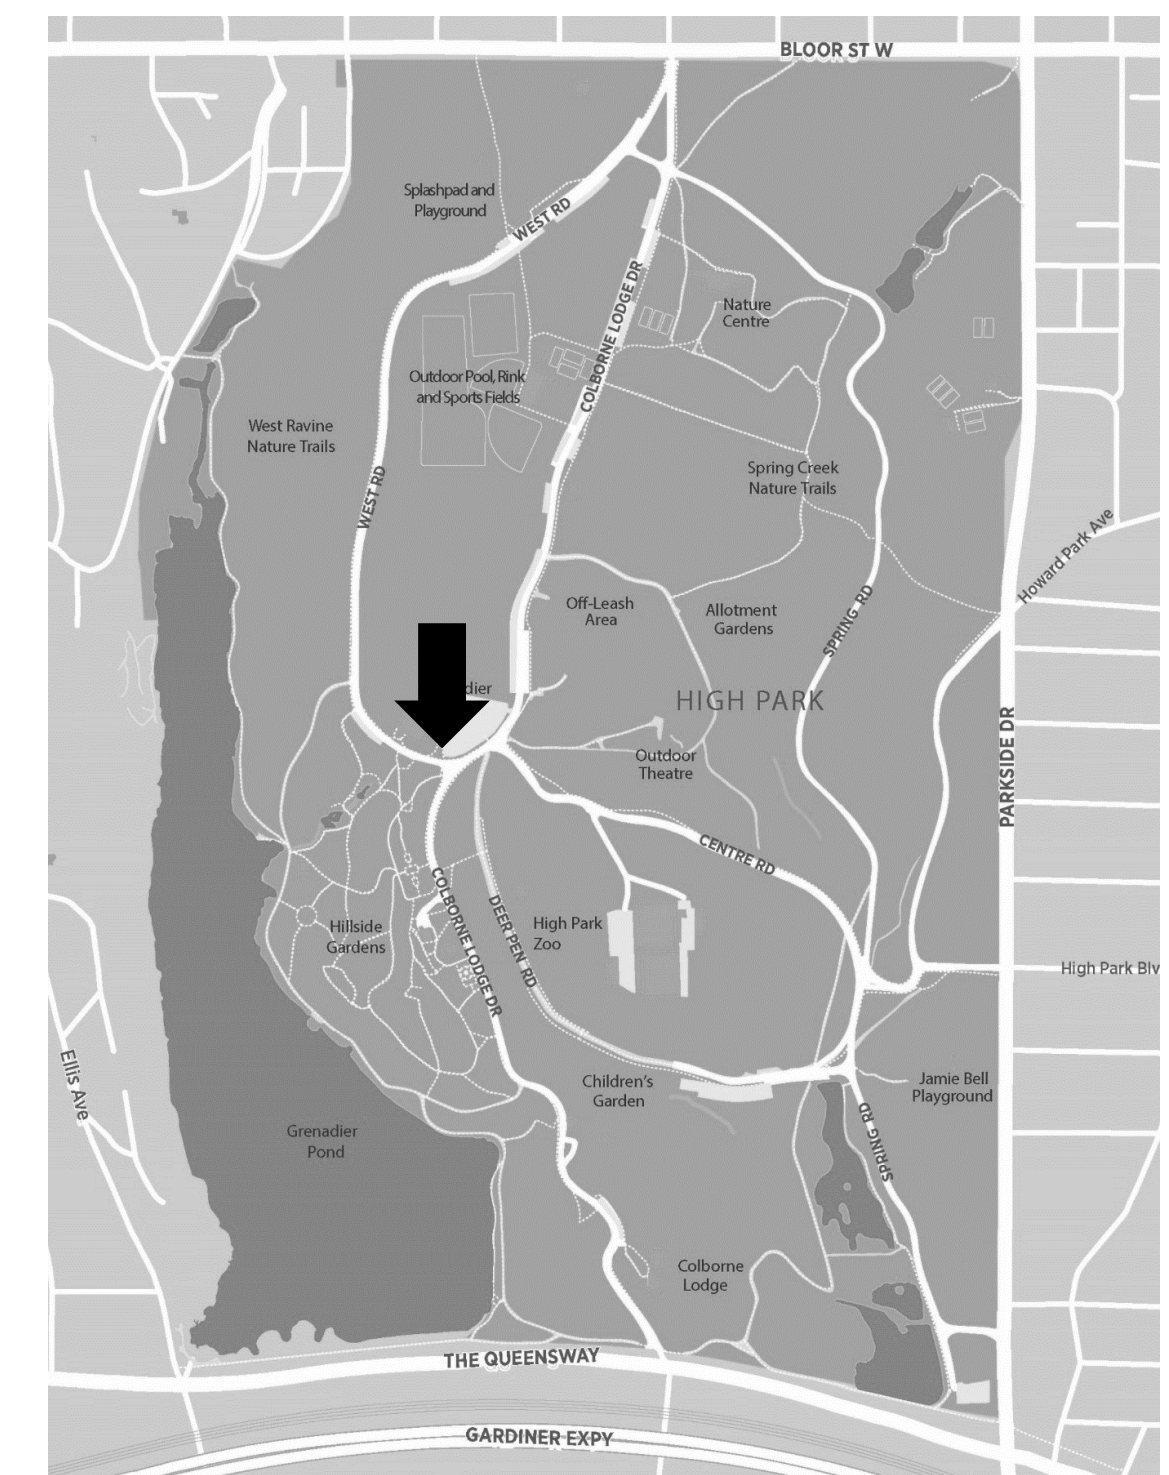 BLOOR ST W
Splashpad and
Playground
WEST RD
COLBORNE LODGE DR
Nature
Centre
Outdoor Pool, Rink
and Sports Fields
West Ravine
Nature Trails
WEST RD
Spring Creek
Nature Trails
Howard Park Ave
Off-Leash
Area
Allotment
Gardens
SPRING RD
dier
HIGH PARK
PARKSIDE DR
Outdoor
Theatre
CENTRE RD
COLBORNE LODGE DR
DEER PEN RD
High Park
Zoo
Hillside
Gardens
High Park Blv
Ellis Ave
Children's
Garden
Jamie Bell
Playground
SPRING RD
Grenadier
Pond
Colborne
Lodge
THE QUEENSWAY
GARDINER EXPY